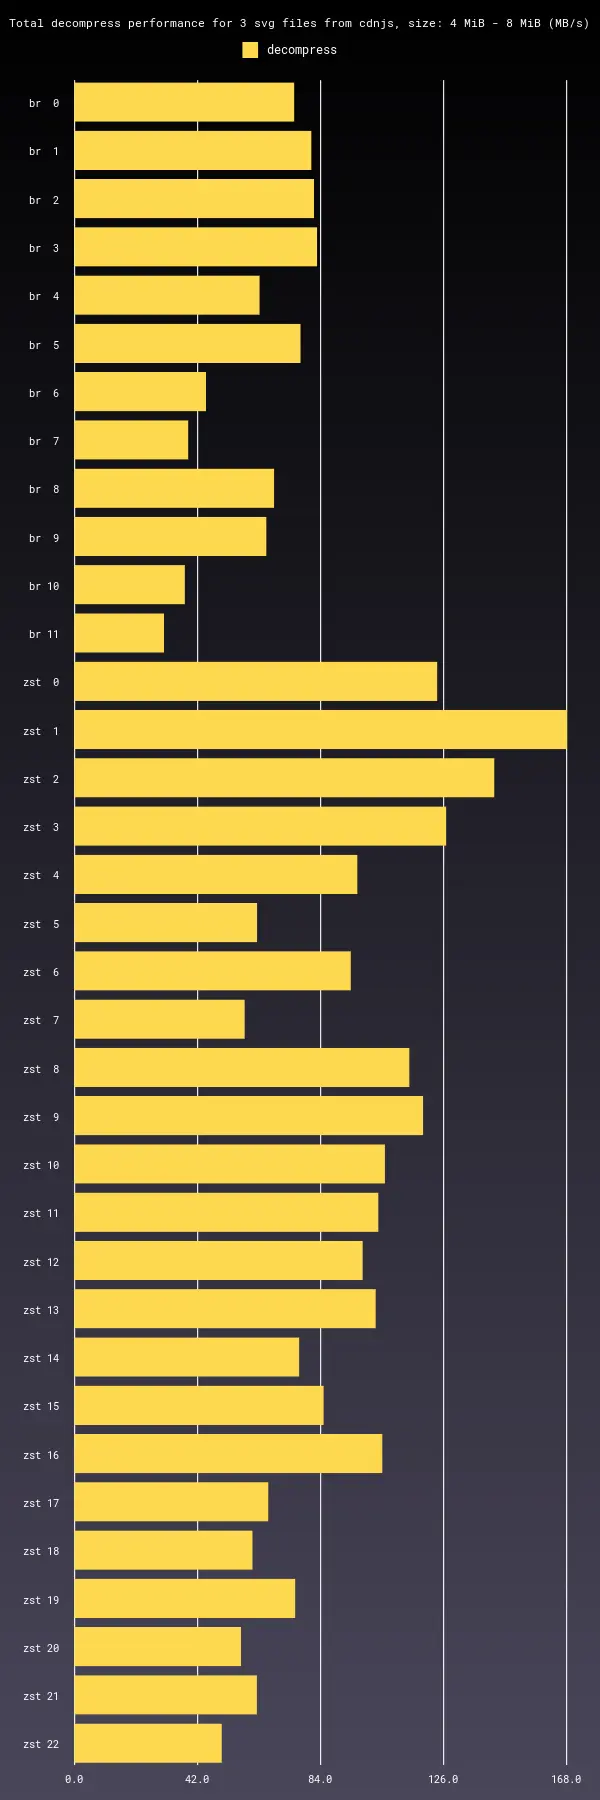 Total decompress performance for 3 svg files from cdnjs, size: 4 MiB - 8 MiB (MB/s)
decompress
br  0
br  1
br  2
br  3
br  4
br  5
br  6
br  7
br  8
br  9
br 10
br 11
zst  0
zst  1
zst  2
zst  3
zst  4
zst  5
zst  6
zst  7
zst  8
zst  9
zst 10
zst 11
zst 12
zst 13
zst 14
zst 15
zst 16
zst 17
zst 18
zst 19
zst 20
zst 21
zst 22
0.0 42.0 84.0 126.0 168.0